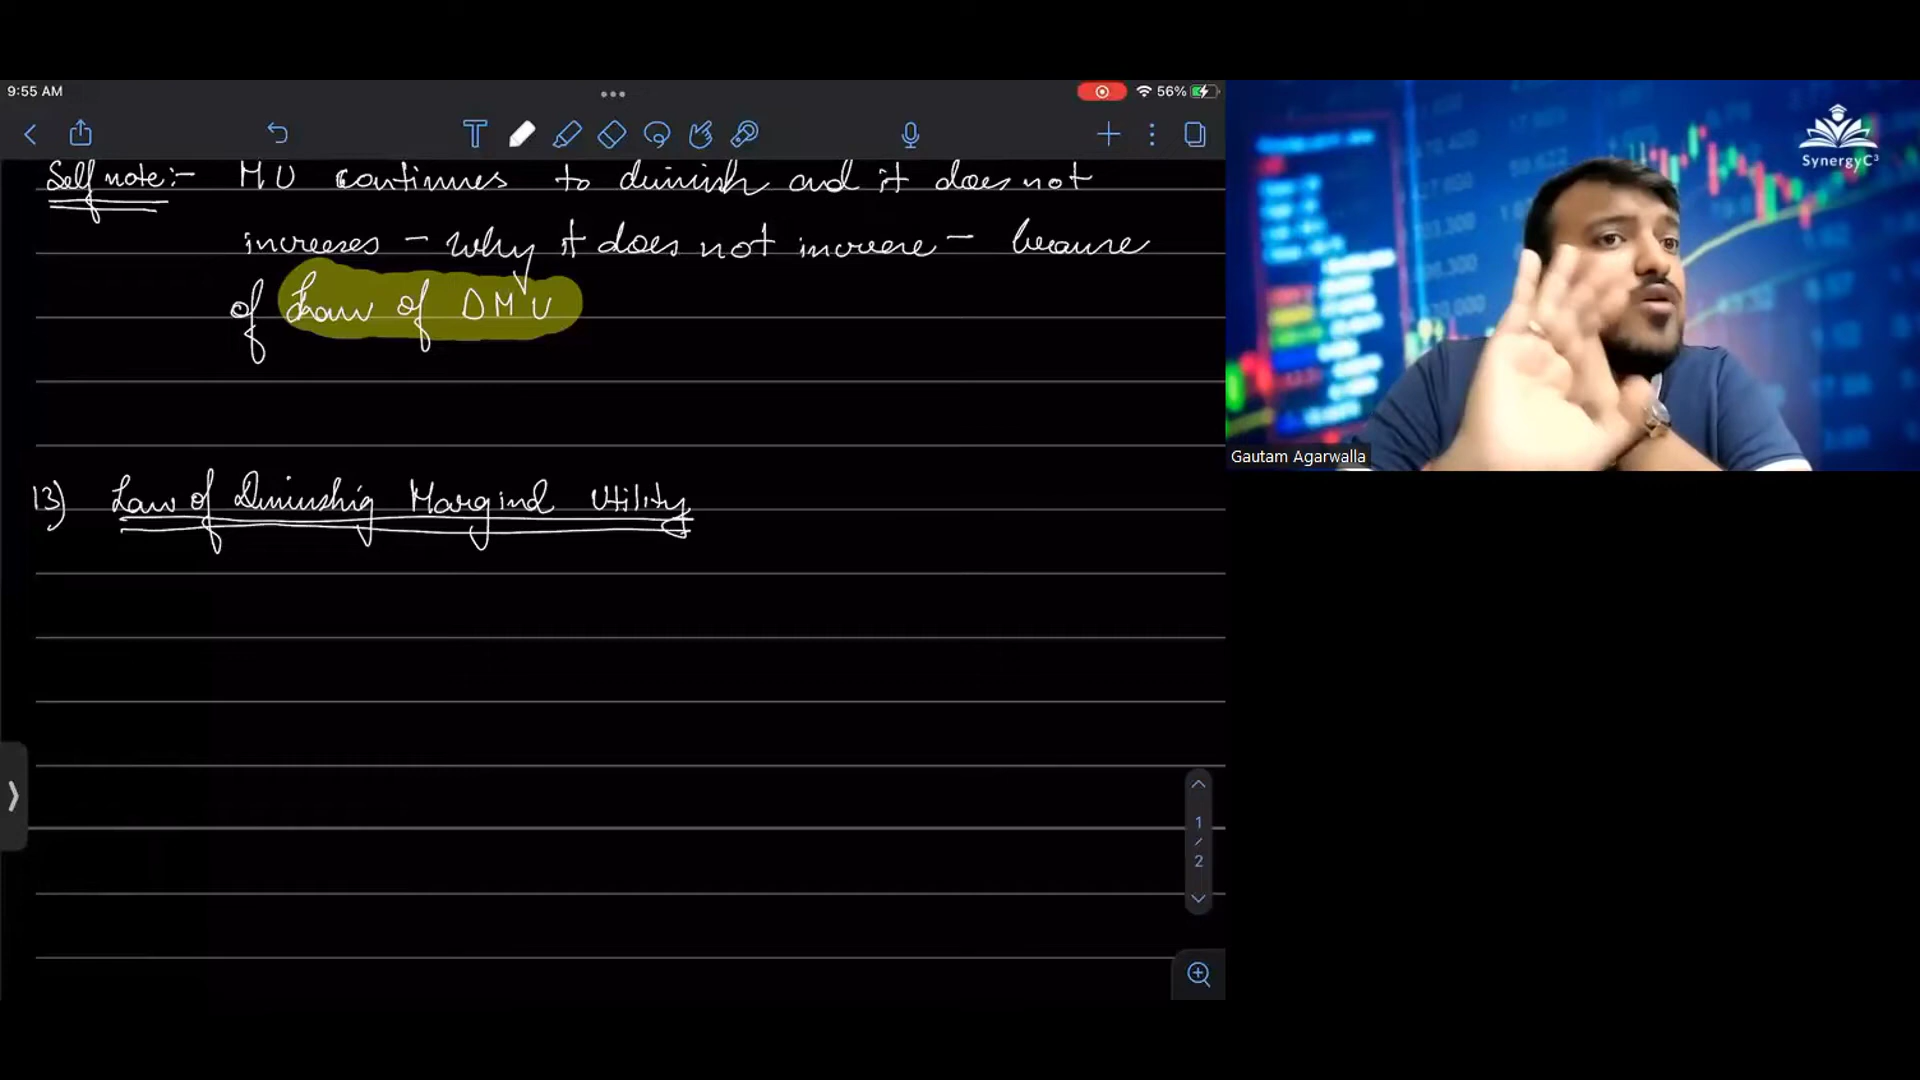 9:55 AM
56%
Self note:- MU continues to diminish and it does not
increases - why it does not increase - because
of Law of DMU
13) Law of Diminshig Marginal Utility
1
/
2
SynergyC³
Gautam Agarwalla